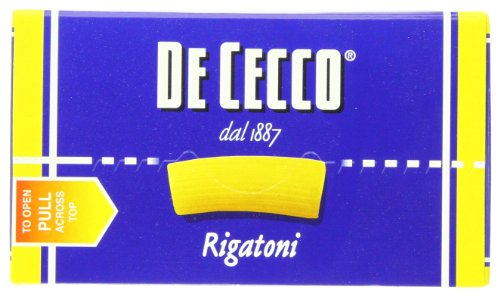 DE CECCO®
dal 1887
TO OPEN
PULL
ACROSS
TOP
Rigatoni